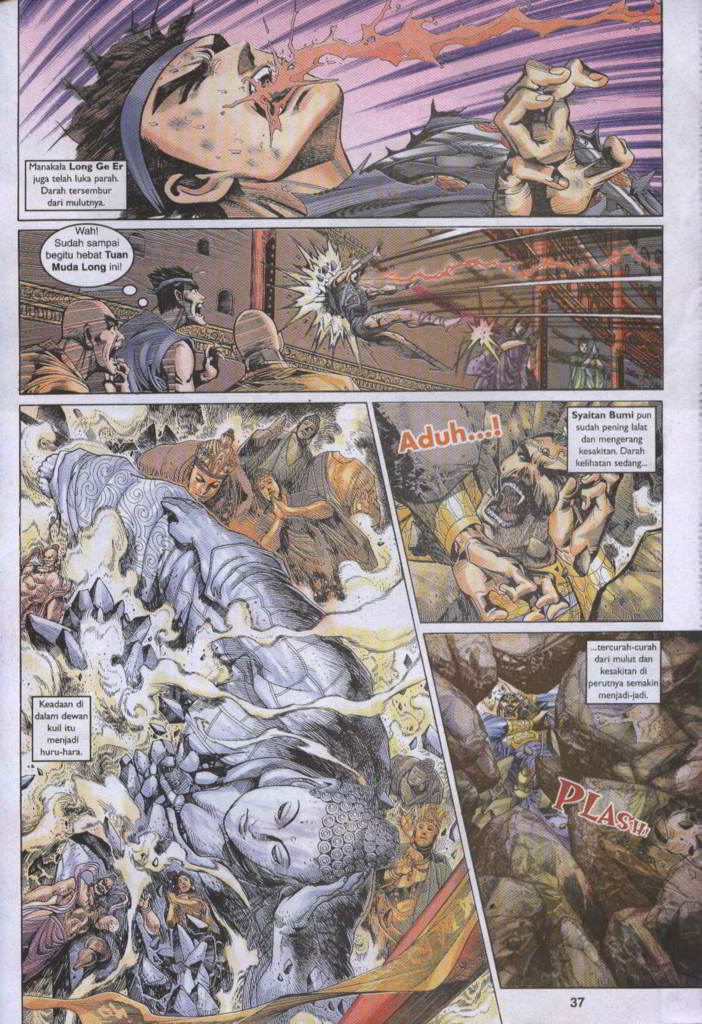 Manakala Long Ge Er
juga telah luka parah.
Darah tersembur
dari mulutnya.
Wah!
Sudah sampai
begitu hebat Tuan
Muda Long ini!
Keadaan di
dalam dewan
kuil itu
menjadi
huru-hara.
Aduh...!
Syaitan Bumi pun
sudah pening lalat
dan mengerang
kesakitan. Darah
kelihatan sedang...
...tercurah-curah
dari mulut dan
kesakitan di
perutnya semakin
menjadi-jadi.
PLASH!
37